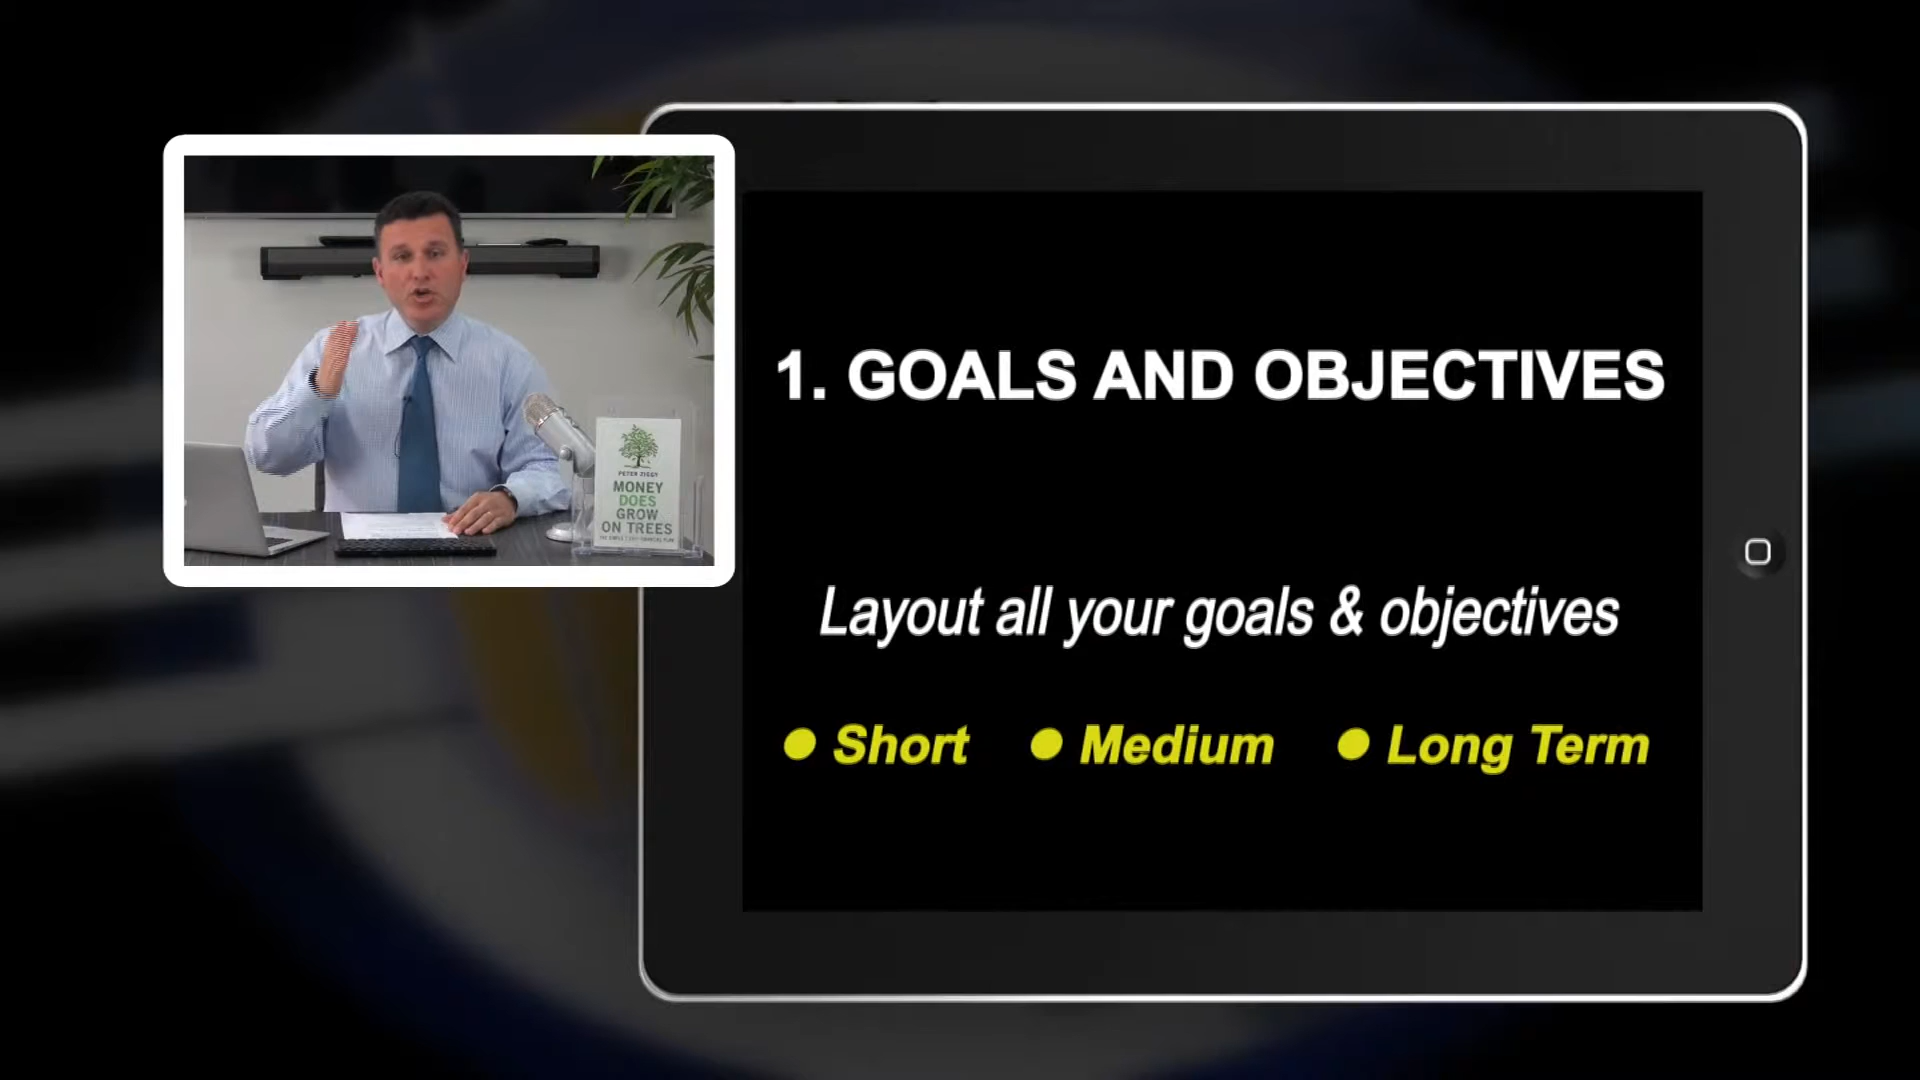 1. GOALS AND OBJECTIVES
Layout all your goals & objectives
● Short ● Medium ● Long Term
PETER ZIGGY
MONEY
DOES
GROW
ON TREES